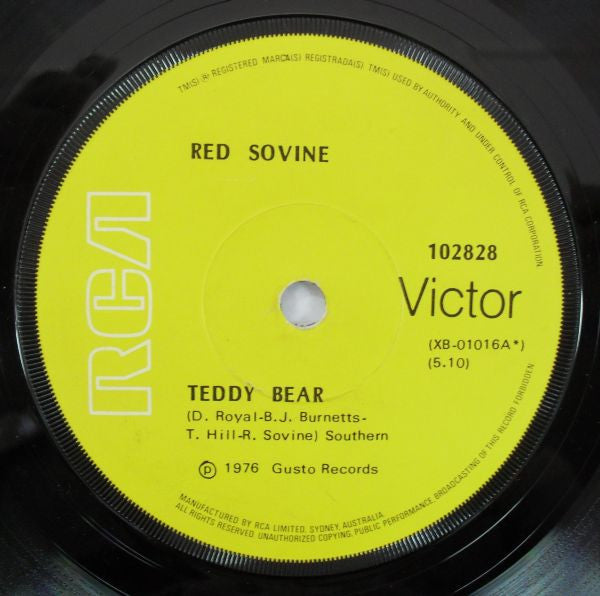 TM(S) ® REGISTERED MARCA(S) REGISTRADA(S) TM(S) USED BY AUTHORITY AND UNDER CONTROL OF RCA CORPORATION
RED SOVINE
RCA
102828
Victor
(XB-01016A*)
(5.10)
TEDDY BEAR
(D. Royal-B.J. Burnetts-
T. Hill-R. Sovine) Southern
℗ 1976 Gusto Records
MANUFACTURED BY RCA LIMITED, SYDNEY, AUSTRALIA
ALL RIGHTS RESERVED UNAUTHORIZED COPYING, PUBLIC PERFORMANCE, BROADCASTING OF THIS RECORD FORBIDDEN